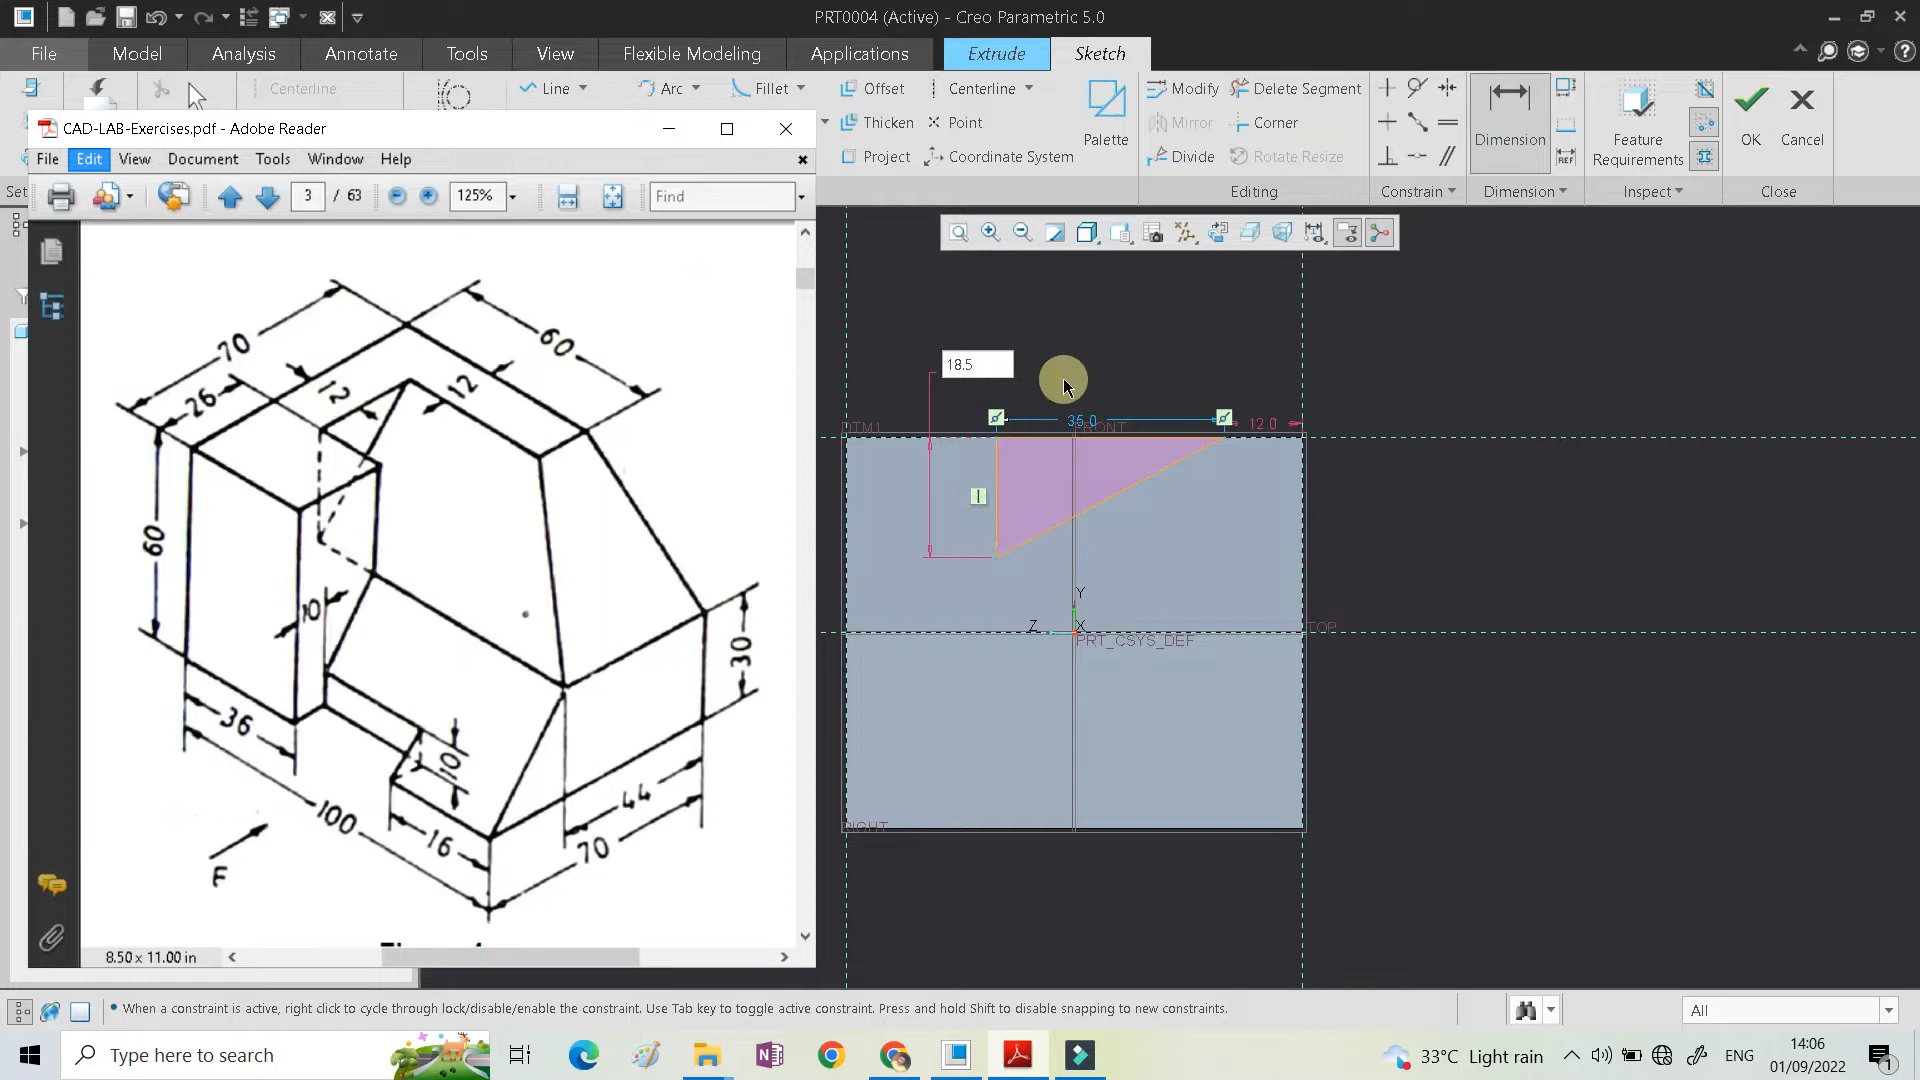 PRT0004 (Active) - Creo Parametric 5.0
File Model Analysis Annotate Tools View Flexible Modeling Applications Extrude Sketch
Centerline Line Arc Fillet Offset Centerline Modify Delete Segment
Thicken Point Mirror Corner
Project Coordinate System Divide Rotate Resize
Palette Dimension Feature Requirements OK Cancel
Set Editing Constrain Dimension Inspect Close
CAD-LAB-Exercises.pdf - Adobe Reader
File Edit View Document Tools Window Help
3 / 63 125% Find
70
60
26
12
12
60
10
30
36
10
100
16
44
70
F
8.50 x 11.00 in
18.5
35.0
12.0
DTM1
FRONT
Y
Z
X
TOP
PRT_CSYS_DEF
RIGHT
• When a constraint is active, right click to cycle through lock/disable/enable the constraint. Use Tab key to toggle active constraint. Press and hold Shift to disable snapping to new constraints.
All
Type here to search
33°C Light rain
ENG
14:06
01/09/2022
1